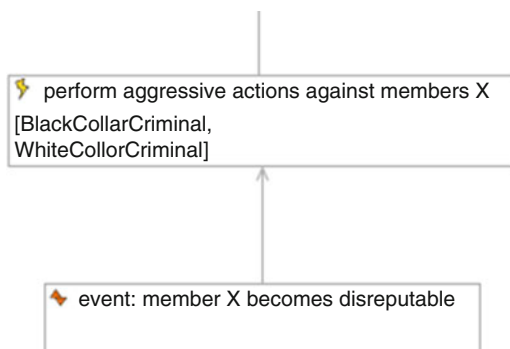 perform aggressive actions against members X
[BlackCollarCriminal,
WhiteCollorCriminal]
event: member X becomes disreputable